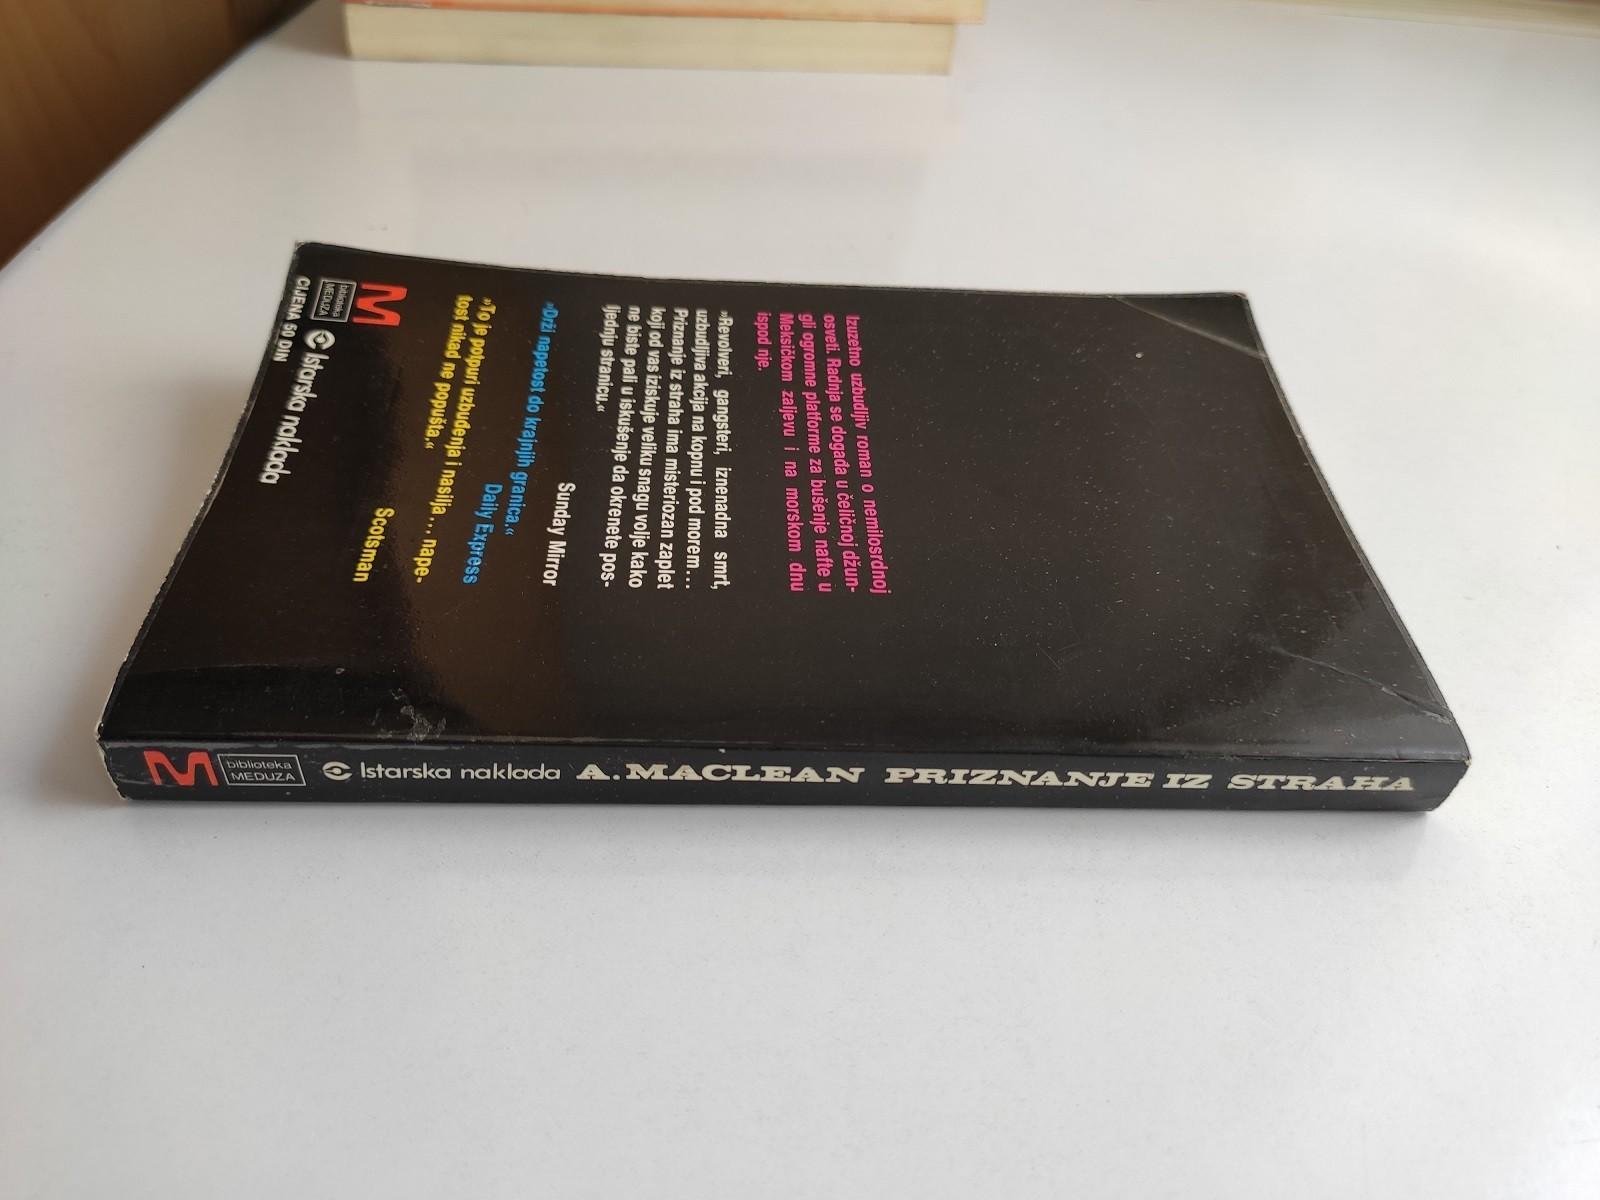 Izuzetno uzbudljiv roman o nemilosrdnoj
osveti. Radnja se događa u čeličnoj džun-
gli ogromne platforme za bušenje nafte u
Meksičkom zaljevu i na morskom dnu
ispod nje.
»Revolveri, gangsteri, iznenadna smrt,
uzbudljiva akcija na kopnu i pod morem...
Priznanje iz straha ima misteriozan zaplet
koji od vas iziskuje veliku snagu volje kako
ne biste pali u iskušenje da okrenete pos-
ljednju stranicu.«
Sunday Mirror
»Drži napetost do krajnjih granica.«
Daily Express
»To je potpuri uzbuđenja i nasilja... nape-
tost nikad ne popušta.«
Scotsman
M
biblioteka
MEDUZA
Istarska naklada
CIJENA 50 DIN
M
biblioteka
MEDUZA
Istarska naklada A. MACLEAN PRIZNANJE IZ STRAHA